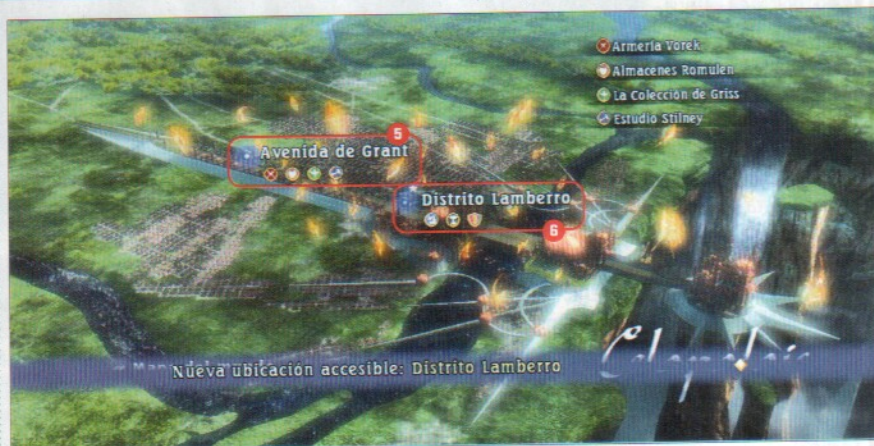 Armería Vorek
Almacenes Romulen
La Colección de Griss
Estudio Stilney
5
Avenida de Grant
Distrito Lamberro
6
Nueva ubicación accesible: Distrito Lamberro